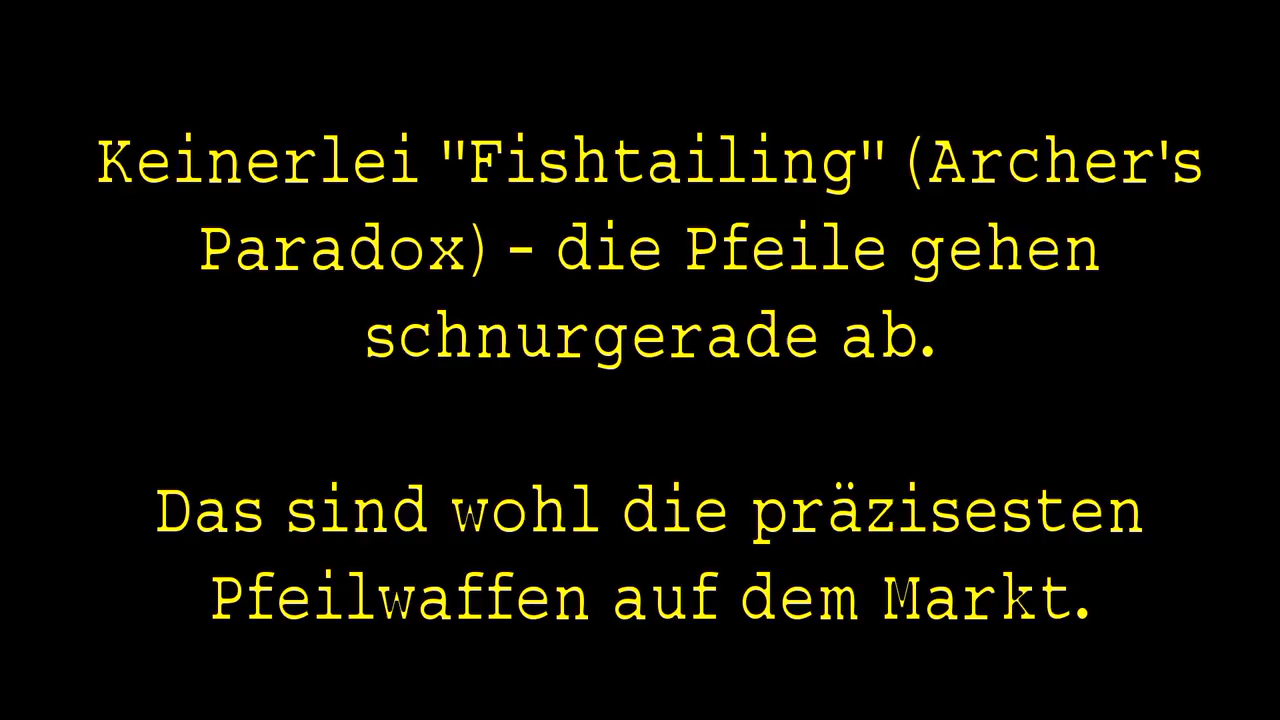 Keinerlei "Fishtailing" (Archer's
Paradox) - die Pfeile gehen
schnurgerade ab.
Das sind wohl die präzisesten
Pfeilwaffen auf dem Markt.